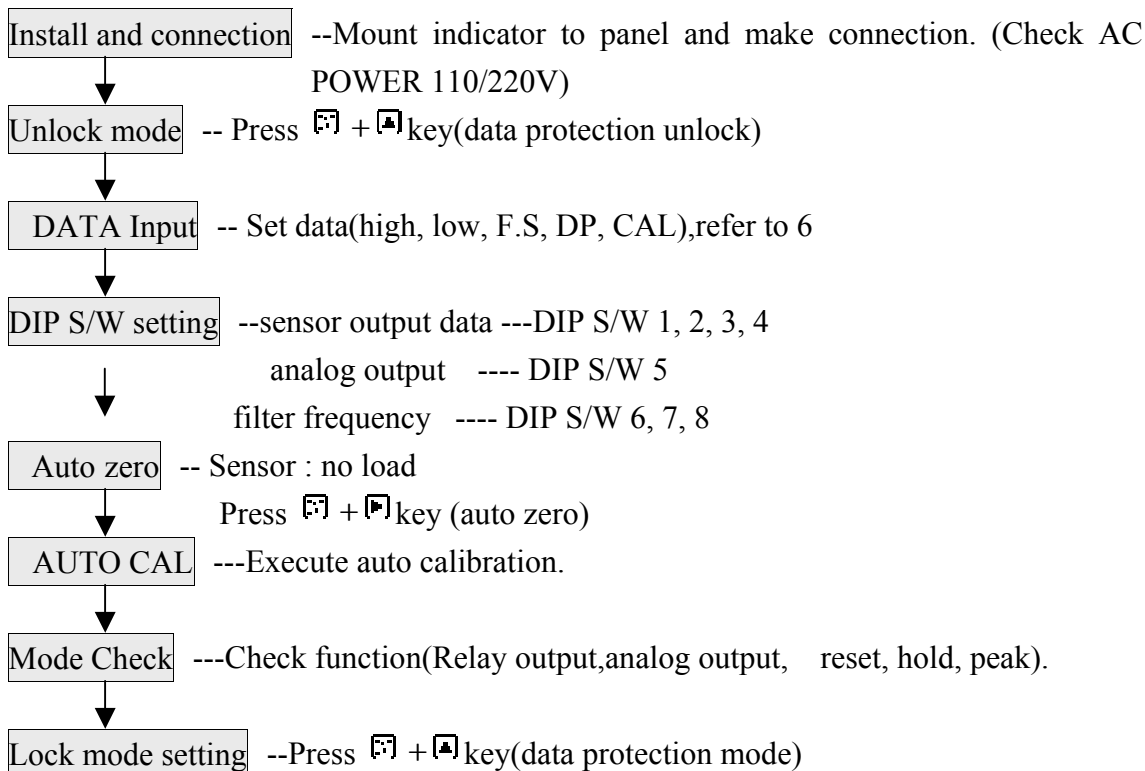 Install and connection --Mount indicator to panel and make connection. (Check AC
POWER 110/220V)
Unlock mode -- Press + key(data protection unlock)
DATA Input -- Set data(high, low, F.S, DP, CAL),refer to 6
DIP S/W setting --sensor output data ---DIP S/W 1, 2, 3, 4
analog output ---- DIP S/W 5
filter frequency ---- DIP S/W 6, 7, 8
Auto zero -- Sensor : no load
Press + key (auto zero)
AUTO CAL ---Execute auto calibration.
Mode Check ---Check function(Relay output,analog output, reset, hold, peak).
Lock mode setting --Press + key(data protection mode)